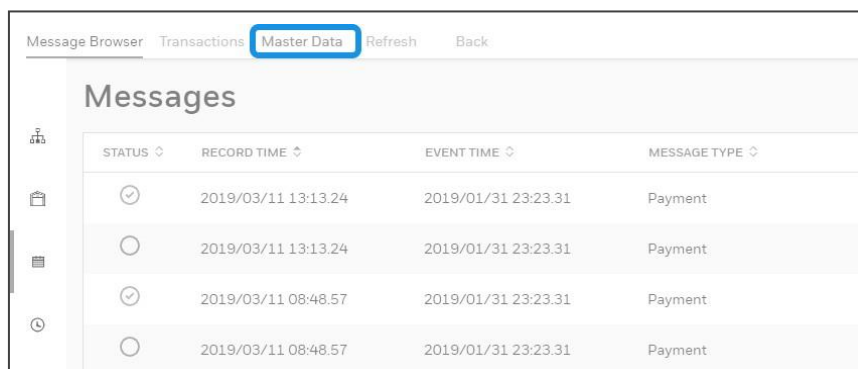 Message Browser Transactions Master Data Refresh Back
Messages
STATUS RECORD TIME EVENT TIME MESSAGE TYPE
2019/03/11 13:13.24 2019/01/31 23:23.31 Payment
2019/03/11 13:13.24 2019/01/31 23:23.31 Payment
2019/03/11 08:48.57 2019/01/31 23:23.31 Payment
2019/03/11 08:48.57 2019/01/31 23:23.31 Payment